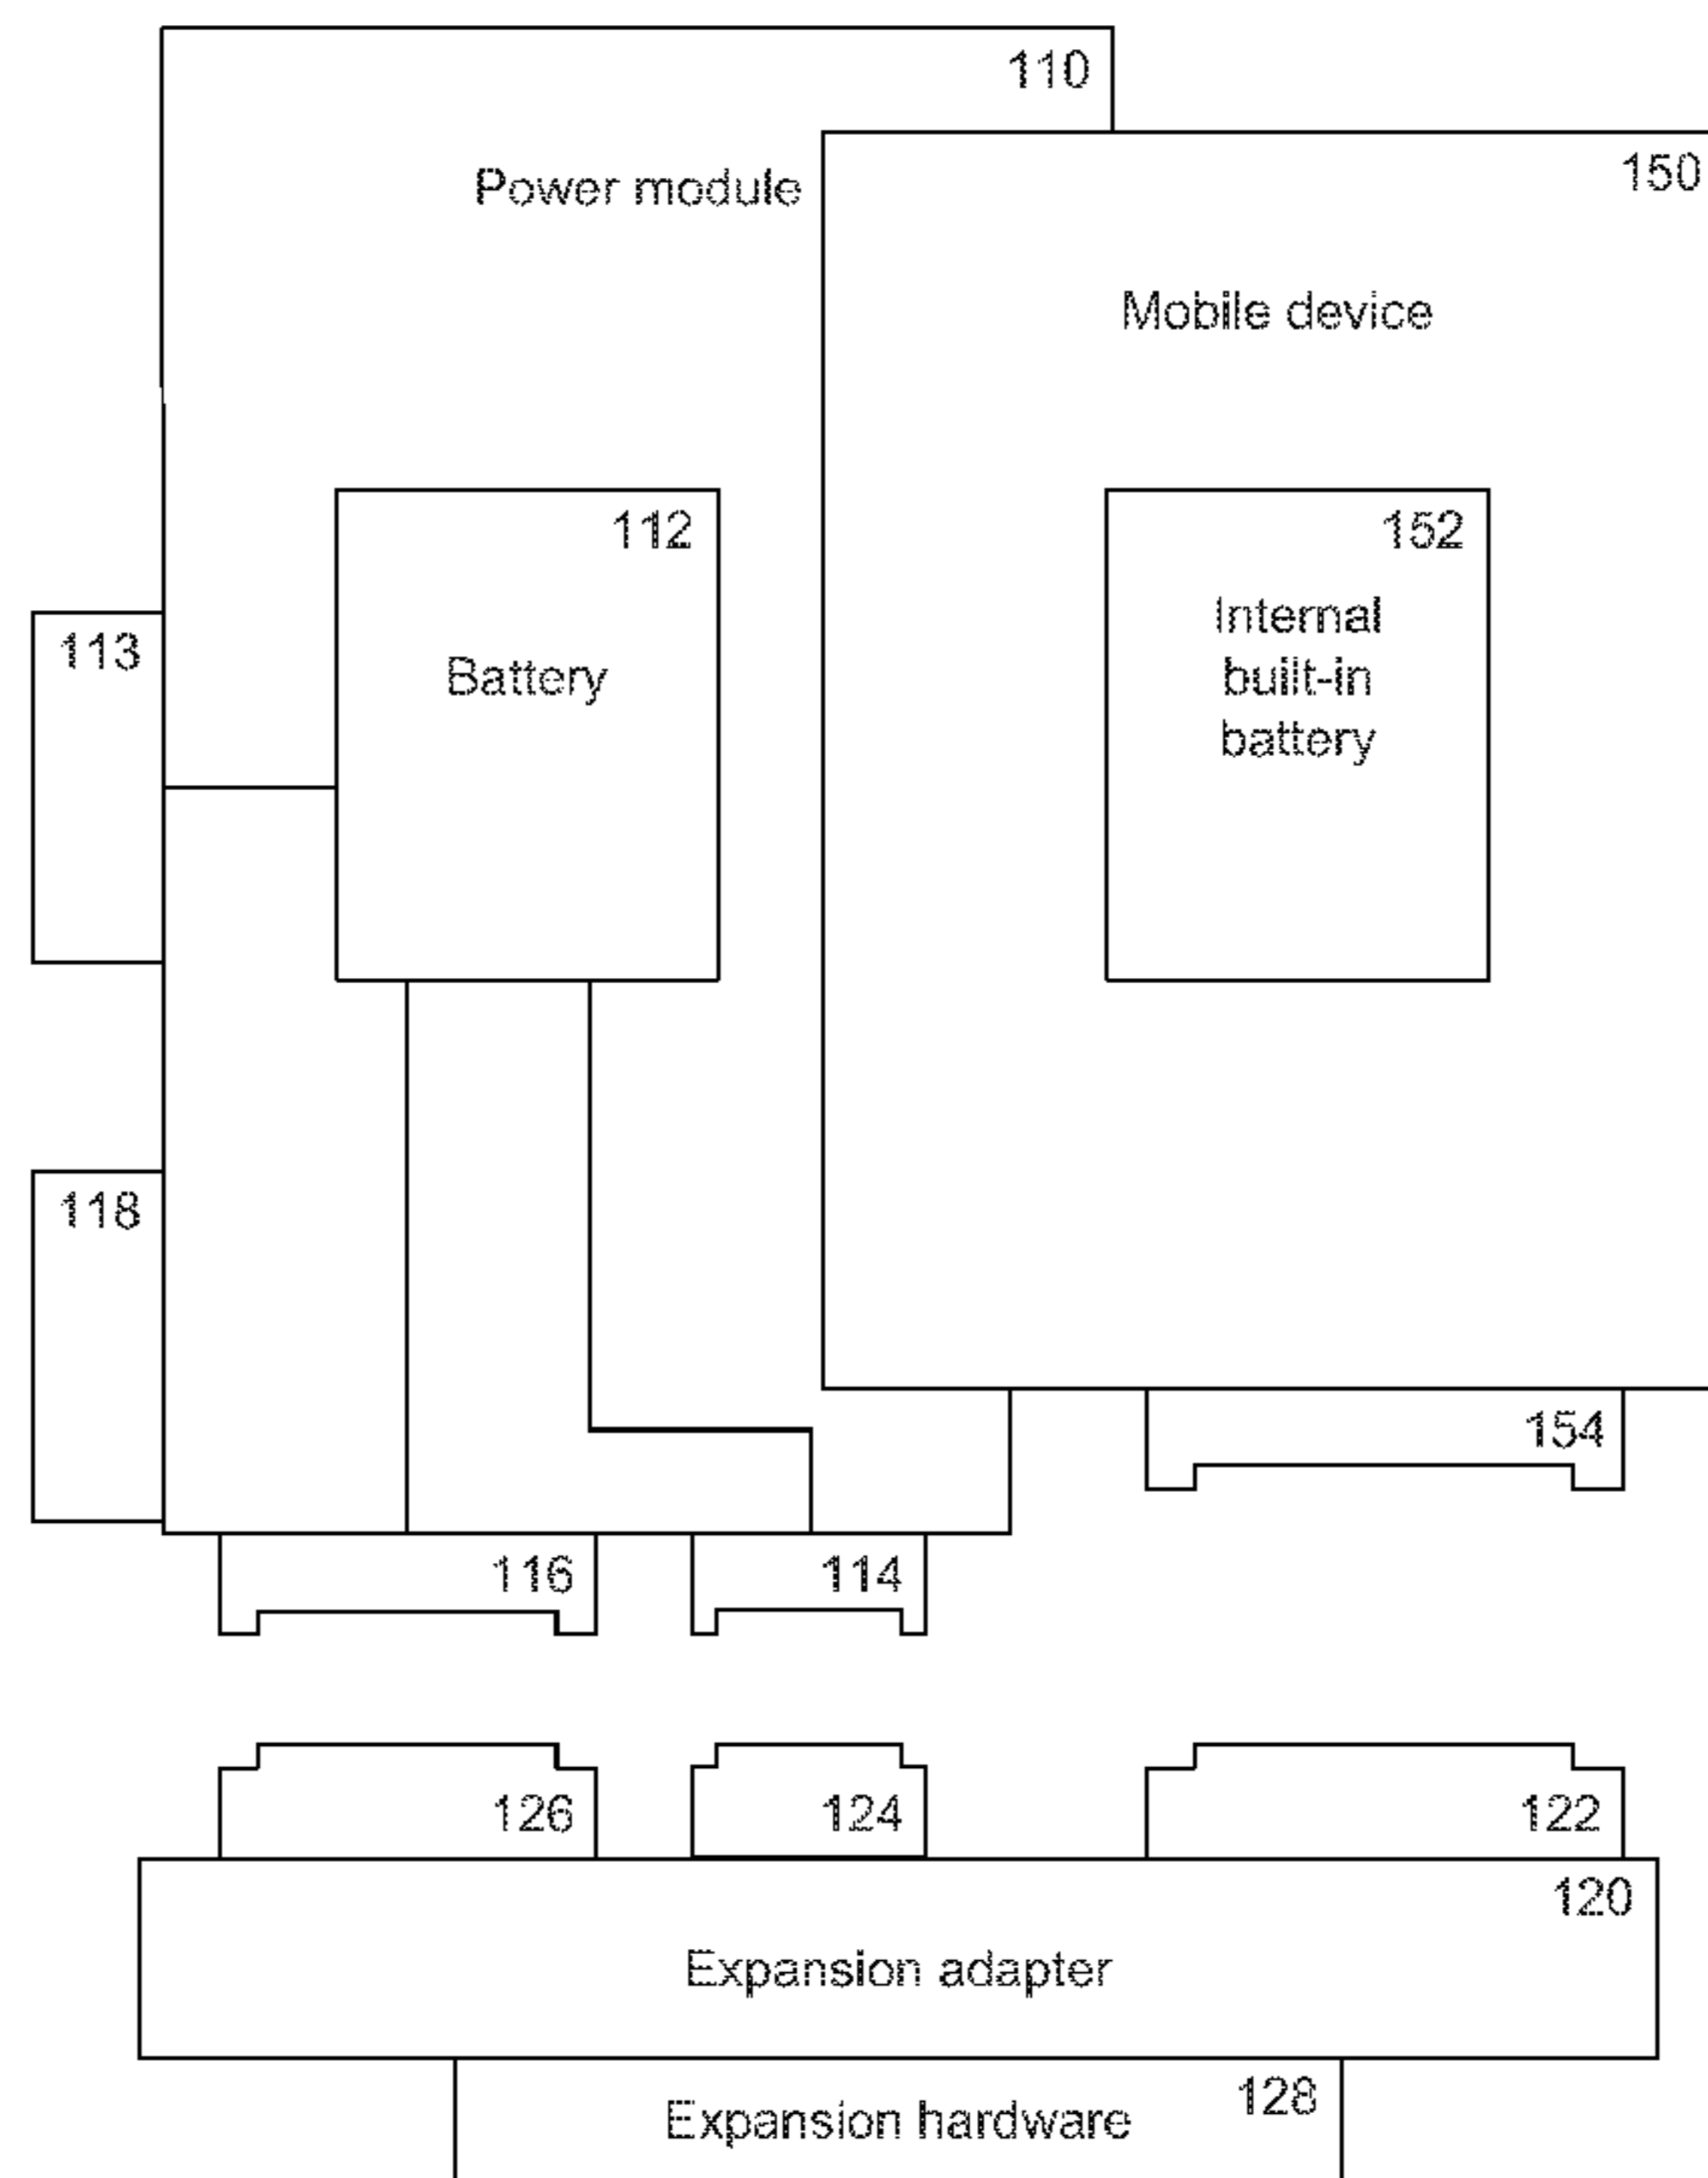 110
Power module
150
Mobile device
112
Battery
152
Internal
built-in
battery
113
118
154
116
114
126
124
122
120
Expansion adapter
128
Expansion hardware